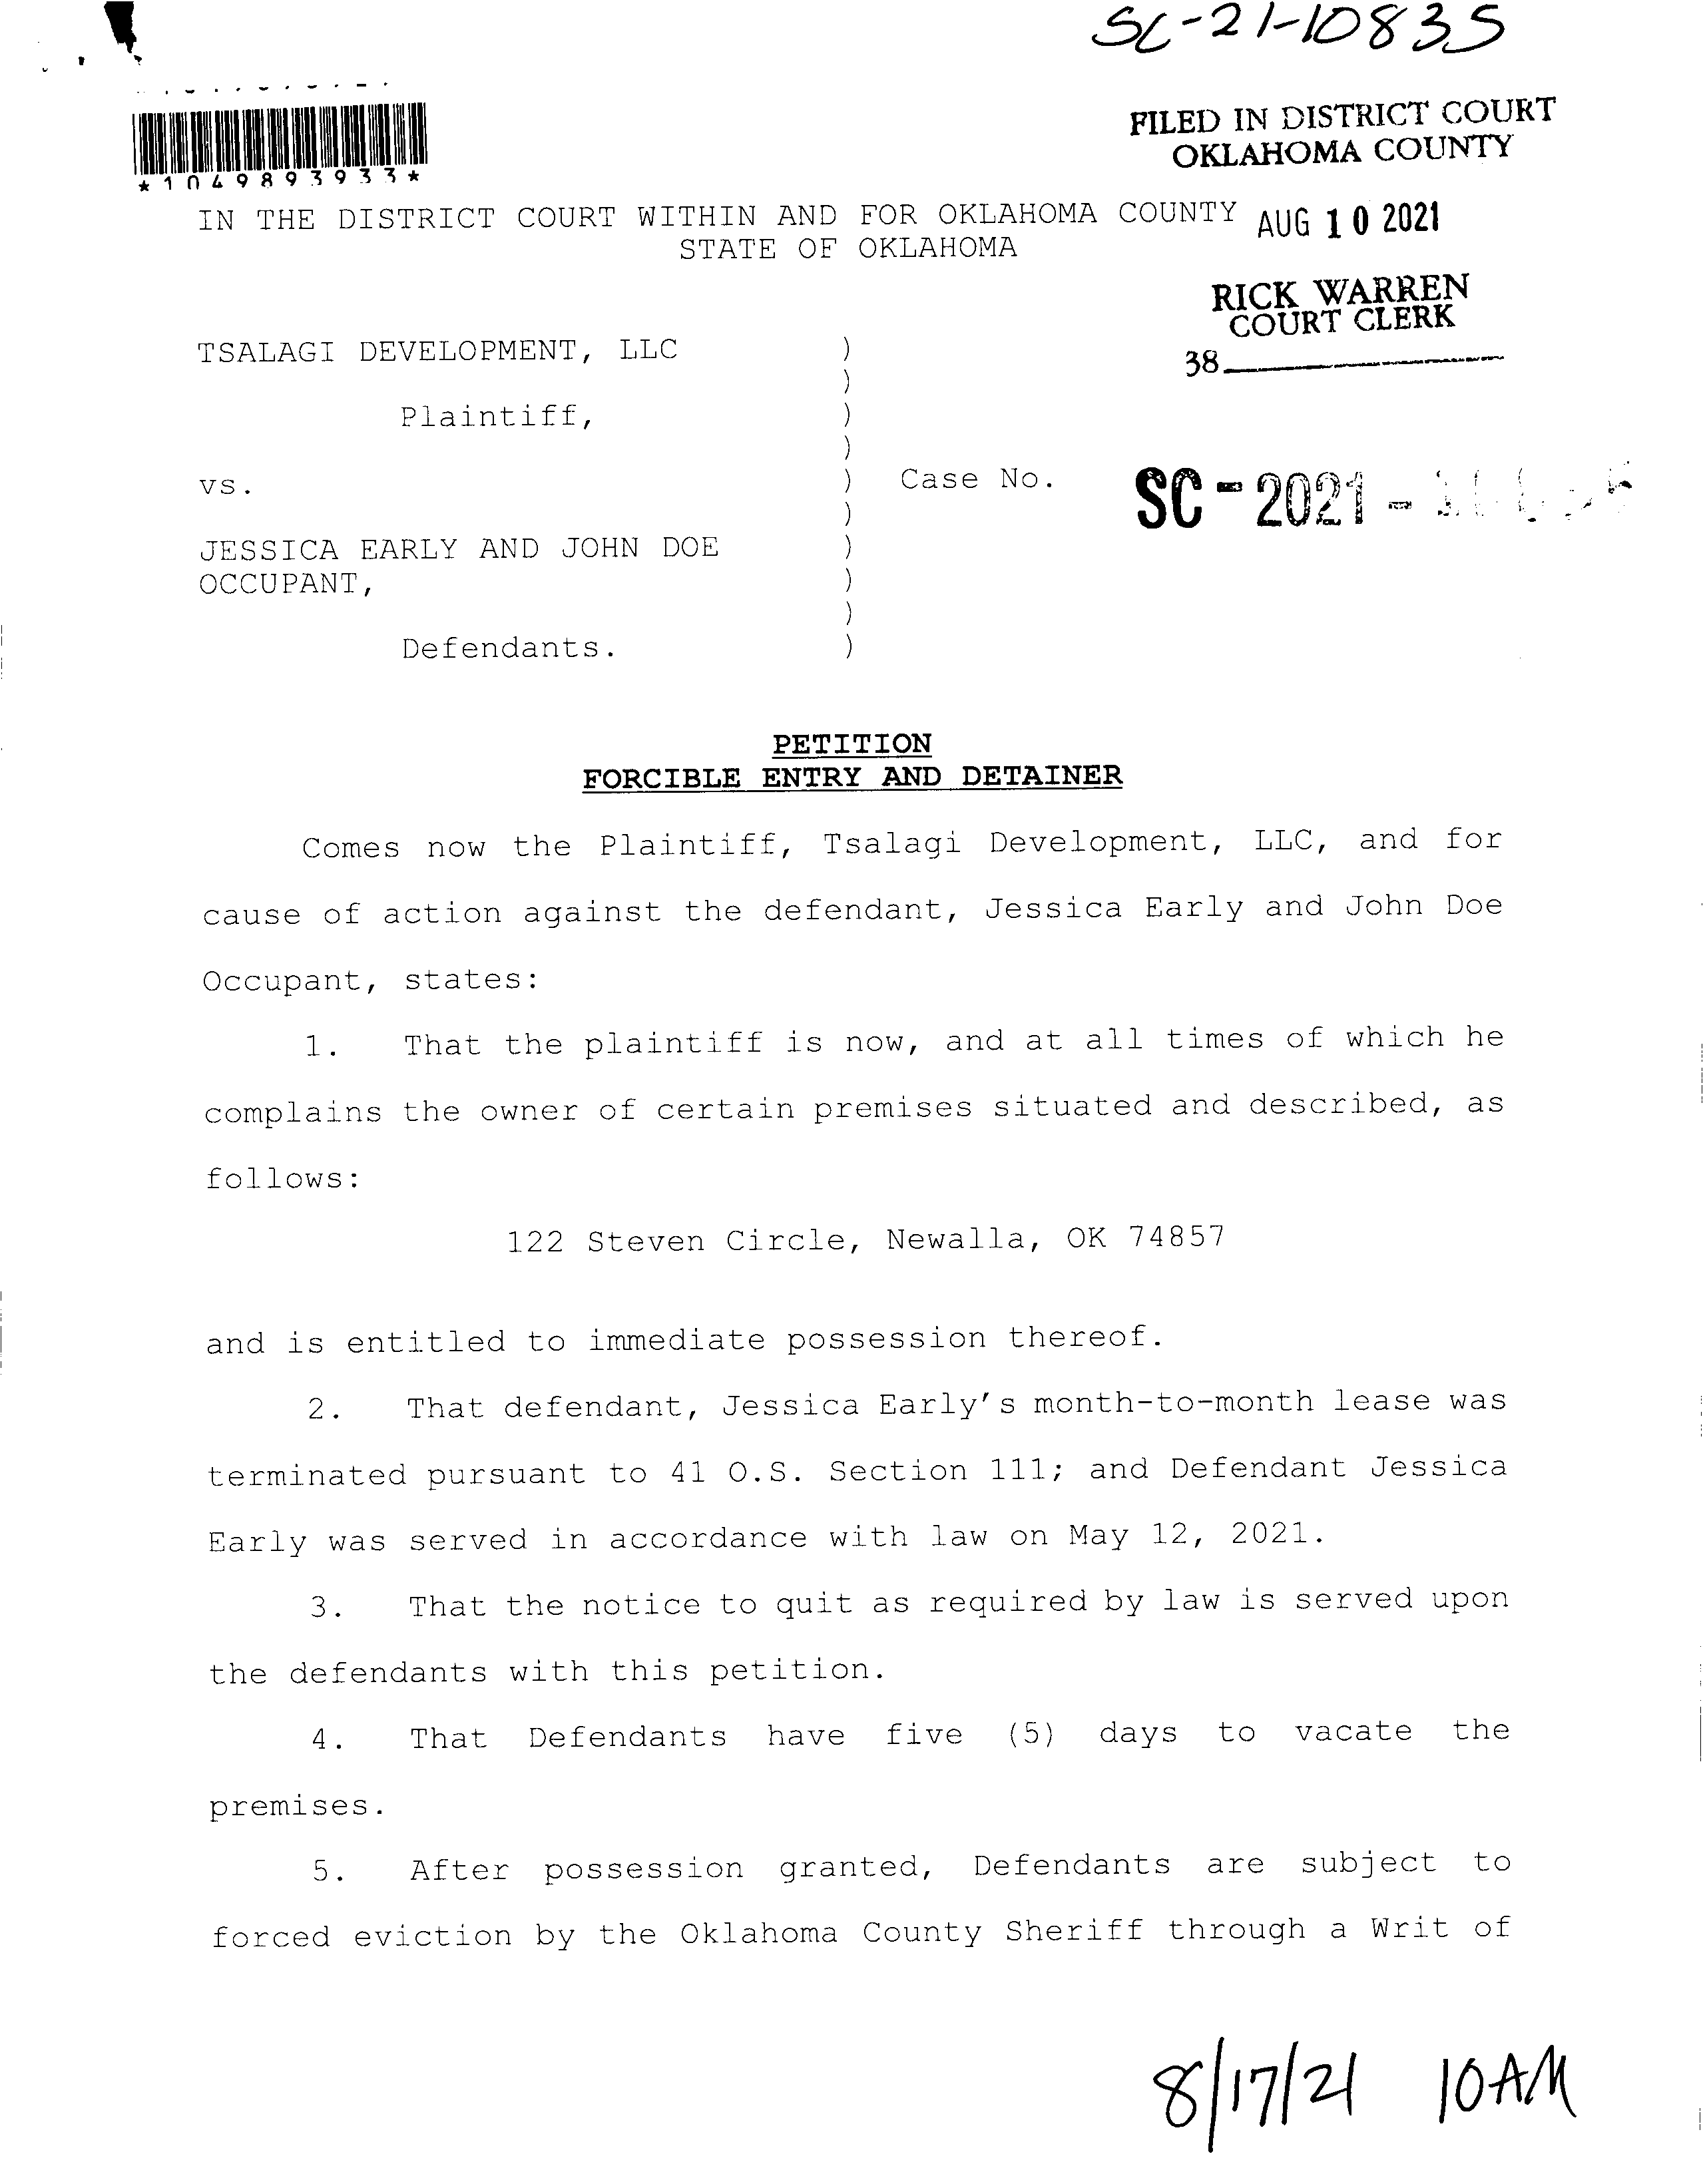 SC-21-10835
FILED IN DISTRICT COURT
OKLAHOMA COUNTY
*1049893933*
IN THE DISTRICT COURT WITHIN AND FOR OKLAHOMA COUNTY
AUG 10 2021
STATE OF OKLAHOMA
RICK WARREN
COURT CLERK
38
TSALAGI DEVELOPMENT, LLC )
)
Plaintiff, )
)
vs. ) Case No. SC-2021-
)
JESSICA EARLY AND JOHN DOE )
OCCUPANT, )
)
Defendants. )
PETITION
FORCIBLE ENTRY AND DETAINER
Comes now the Plaintiff, Tsalagi Development, LLC, and for
cause of action against the defendant, Jessica Early and John Doe
Occupant, states:
1. That the plaintiff is now, and at all times of which he
complains the owner of certain premises situated and described, as
follows:
122 Steven Circle, Newalla, OK 74857
and is entitled to immediate possession thereof.
2. That defendant, Jessica Early's month-to-month lease was
terminated pursuant to 41 O.S. Section 111; and Defendant Jessica
Early was served in accordance with law on May 12, 2021.
3. That the notice to quit as required by law is served upon
the defendants with this petition.
4. That Defendants have five (5) days to vacate the
premises.
5. After possession granted, Defendants are subject to
forced eviction by the Oklahoma County Sheriff through a Writ of
8/17/21 10AM